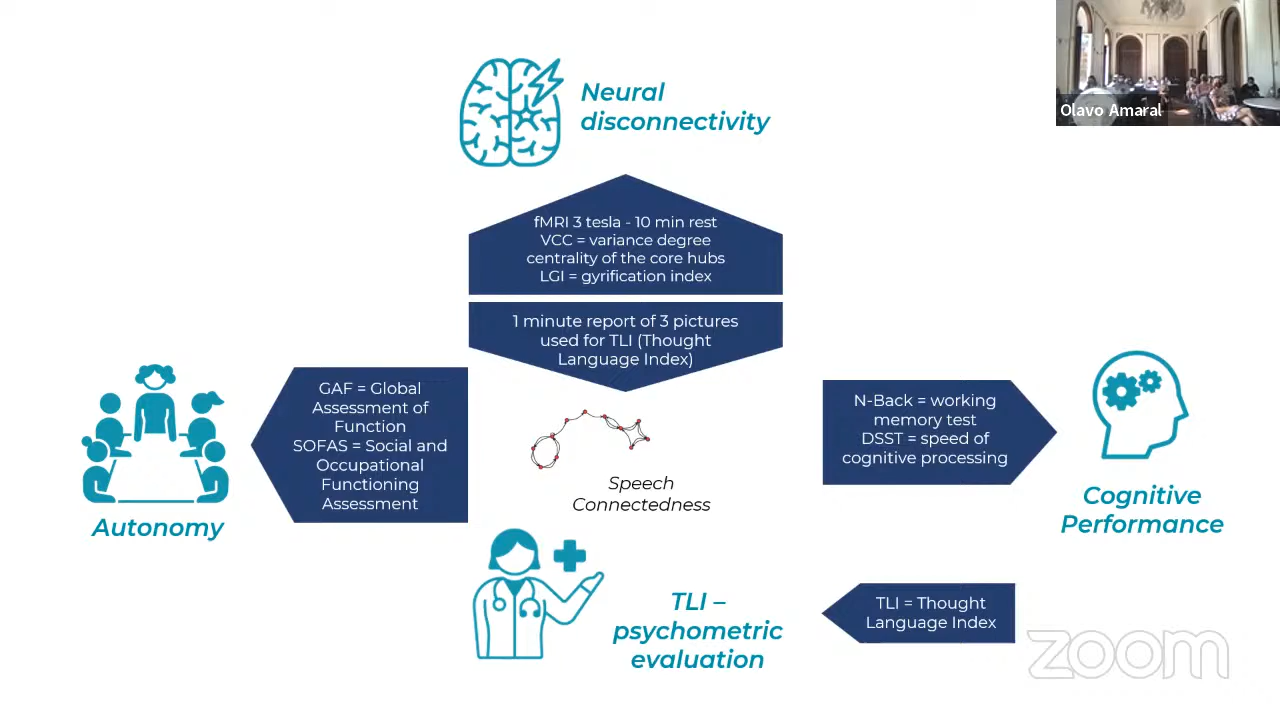 Olavo Amaral
Neural
disconnectivity
fMRI 3 tesla - 10 min rest
VCC = variance degree
centrality of the core hubs
LGI = gyrification index
1 minute report of 3 pictures
used for TLI (Thought
Language Index)
GAF = Global
Assessment of
Function
SOFAS = Social and
Occupational
Functioning
Assessment
Autonomy
Speech
Connectedness
N-Back = working
memory test
DSST = speed of
cognitive processing
Cognitive
Performance
TLI –
psychometric
evaluation
TLI = Thought
Language Index
zoom